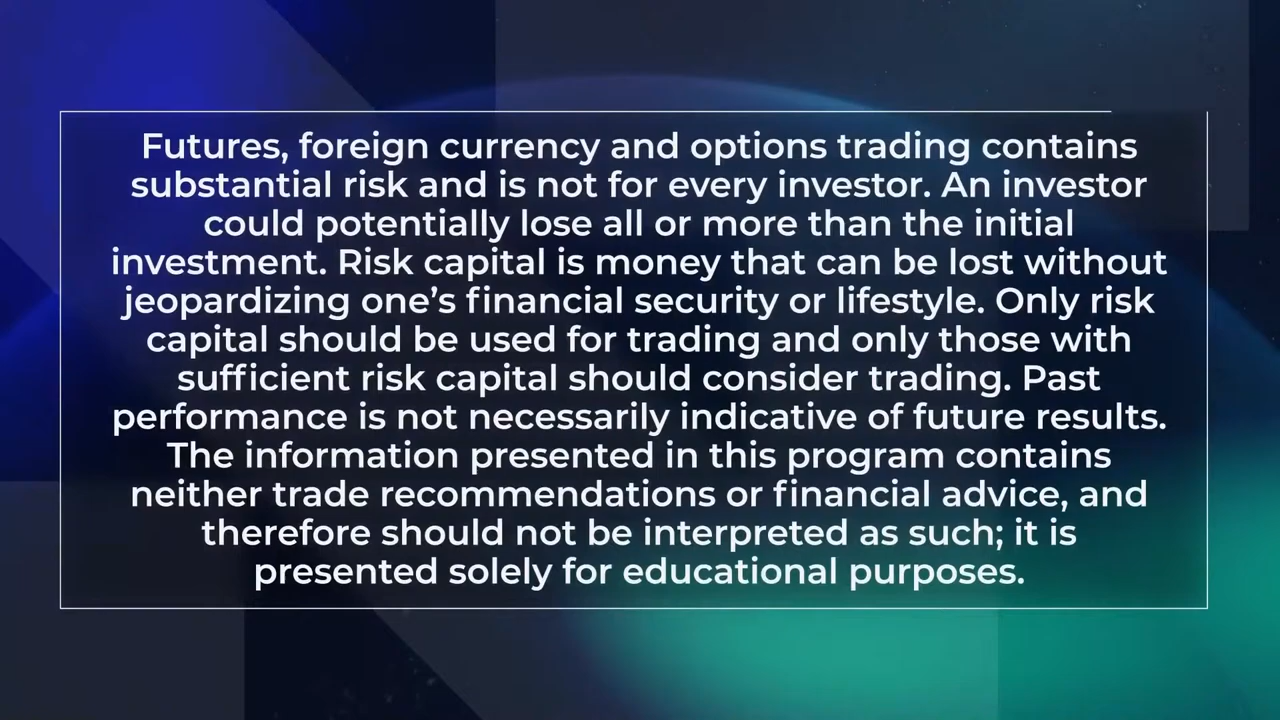 Futures, foreign currency and options trading contains
substantial risk and is not for every investor. An investor
could potentially lose all or more than the initial
investment. Risk capital is money that can be lost without
jeopardizing one’s financial security or lifestyle. Only risk
capital should be used for trading and only those with
sufficient risk capital should consider trading. Past
performance is not necessarily indicative of future results.
The information presented in this program contains
neither trade recommendations or financial advice, and
therefore should not be interpreted as such; it is
presented solely for educational purposes.